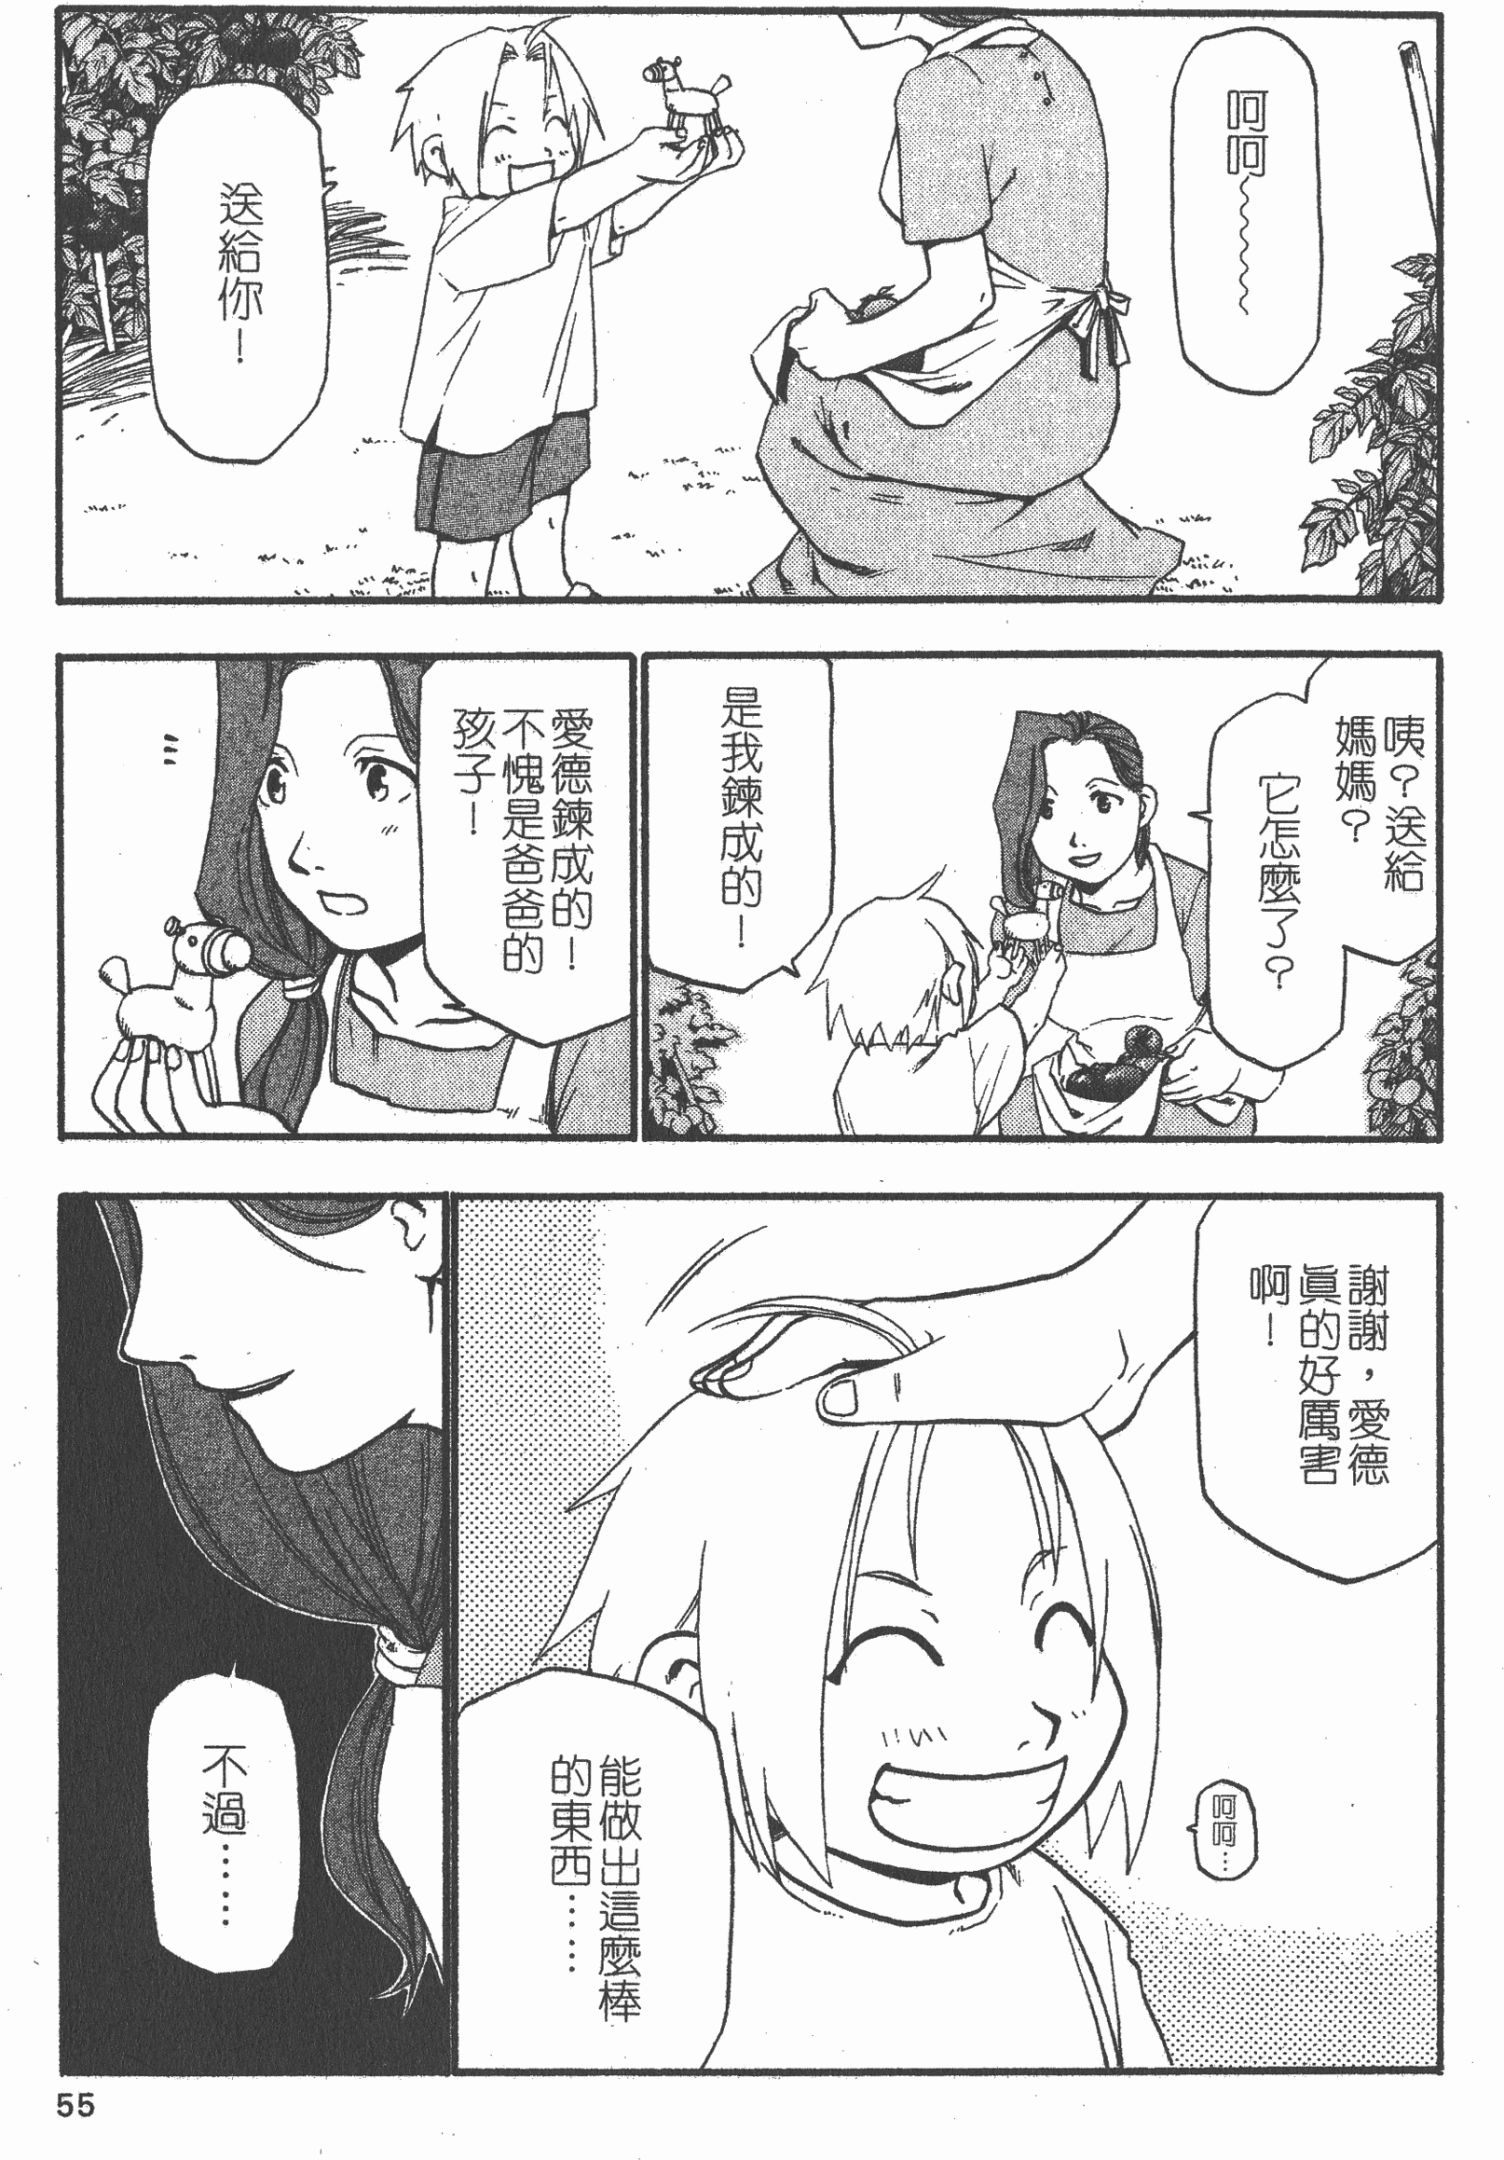 呵呵~~~~~
送給你！
咦？送給
媽媽？
它怎麼了？
是我鍊成的！
愛德鍊成的！
不愧是爸爸的
孩子！
謝謝，愛德
眞的好厲害
啊！
呵呵…
能做出這麼棒
的東西……
不過……
55